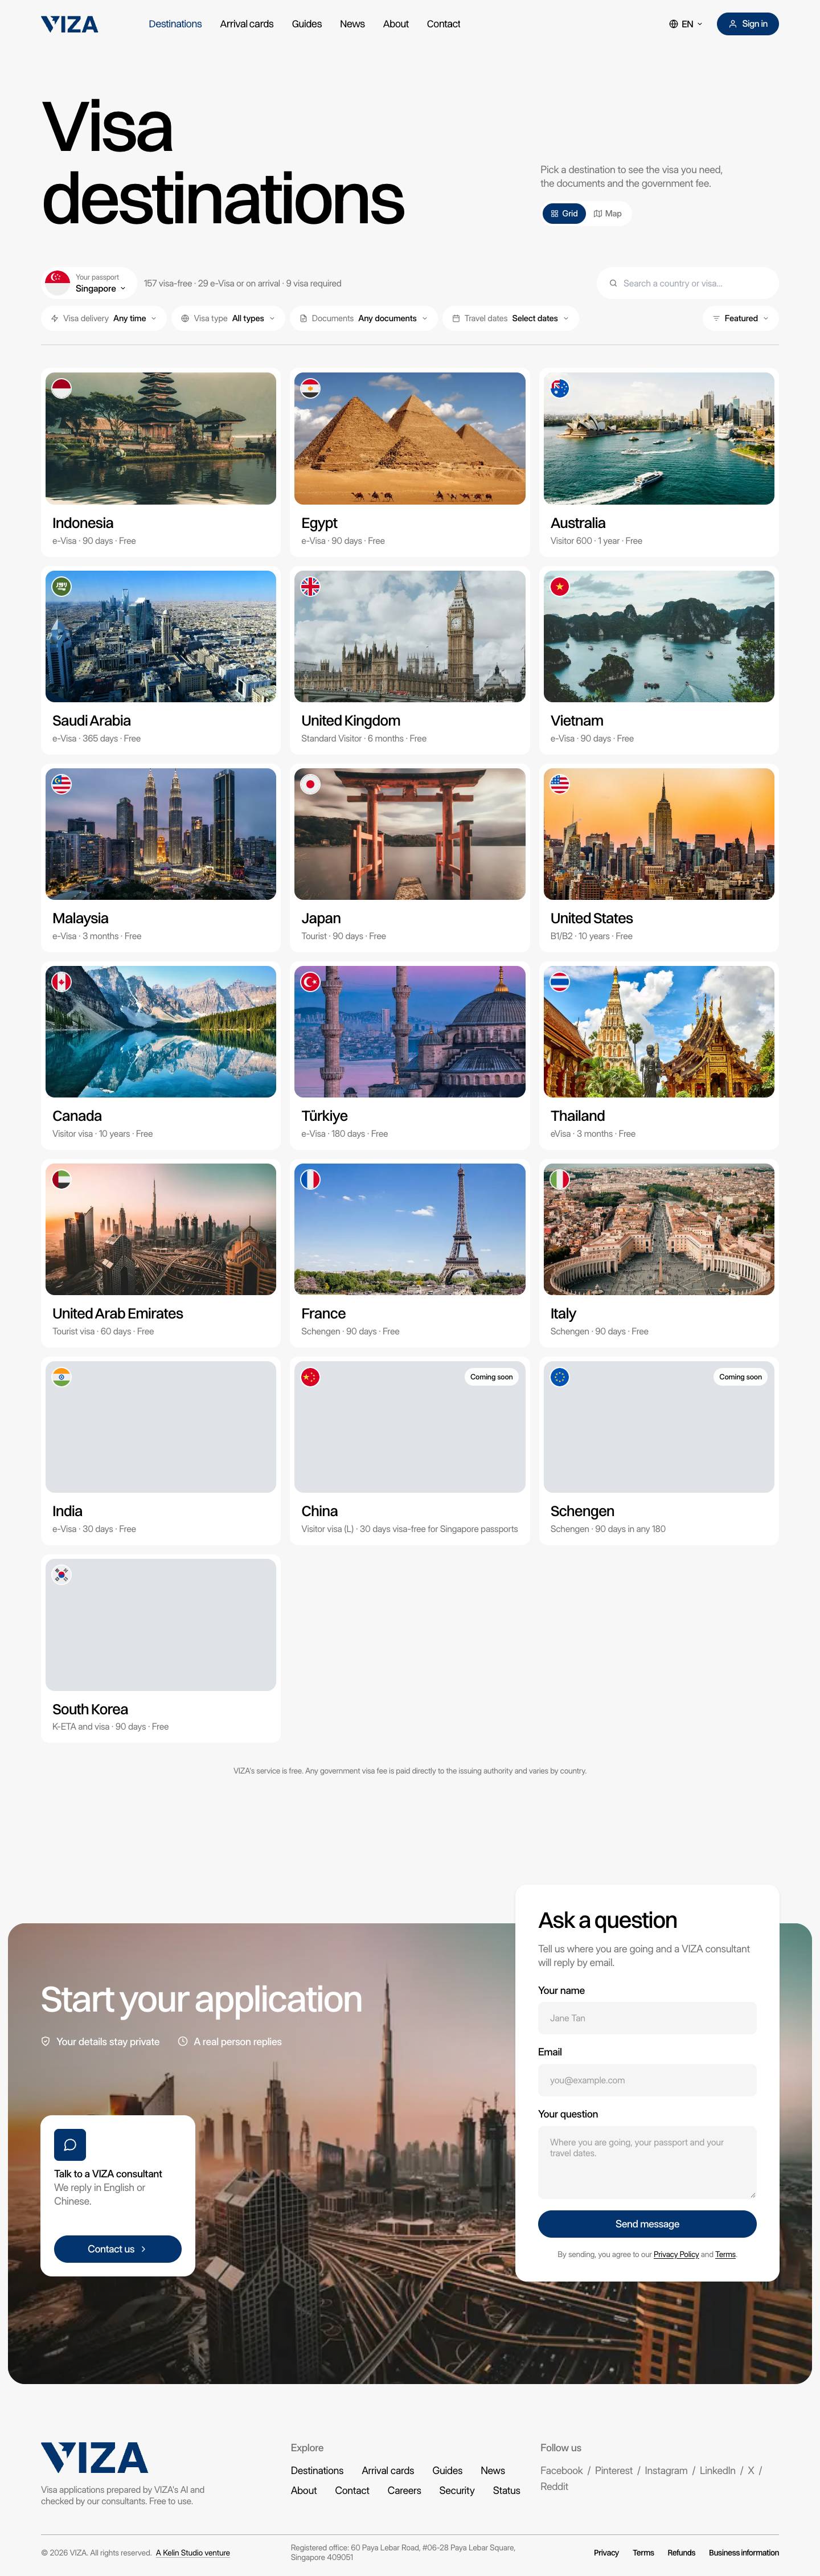 VIZA
Destinations
Arrival cards
Guides
News
About
Contact
EN
Sign in
Visa
destinations
Pick a destination to see the visa you need,
the documents and the government fee.
Grid
Map
Your passport
Singapore
157 visa-free · 29 e-Visa or on arrival · 9 visa required
Search a country or visa...
Visa delivery Any time
Visa type All types
Documents Any documents
Travel dates Select dates
Featured
Indonesia
e-Visa · 90 days · Free
Egypt
e-Visa · 90 days · Free
Australia
Visitor 600 · 1 year · Free
Saudi Arabia
e-Visa · 365 days · Free
United Kingdom
Standard Visitor · 6 months · Free
Vietnam
e-Visa · 90 days · Free
Malaysia
e-Visa · 3 months · Free
Japan
Tourist · 90 days · Free
United States
B1/B2 · 10 years · Free
Canada
Visitor visa · 10 years · Free
Türkiye
e-Visa · 180 days · Free
Thailand
eVisa · 3 months · Free
United Arab Emirates
Tourist visa · 60 days · Free
France
Schengen · 90 days · Free
Italy
Schengen · 90 days · Free
India
e-Visa · 30 days · Free
Coming soon
China
Visitor visa (L) · 30 days visa-free for Singapore passports
Coming soon
Schengen
Schengen · 90 days in any 180
South Korea
K-ETA and visa · 90 days · Free
VIZA's service is free. Any government visa fee is paid directly to the issuing authority and varies by country.
Start your application
Your details stay private
A real person replies
Talk to a VIZA consultant
We reply in English or
Chinese.
Contact us
Ask a question
Tell us where you are going and a VIZA consultant
will reply by email.
Your name
Jane Tan
Email
you@example.com
Your question
Where you are going, your passport and your
travel dates.
Send message
By sending, you agree to our Privacy Policy and Terms.
VIZA
Visa applications prepared by VIZA's AI and
checked by our consultants. Free to use.
Explore
Destinations
Arrival cards
Guides
News
About
Contact
Careers
Security
Status
Follow us
Facebook / Pinterest / Instagram / LinkedIn / X /
Reddit
© 2026 VIZA. All rights reserved. A Kelin Studio venture
Registered office: 60 Paya Lebar Road, #06-28 Paya Lebar Square,
Singapore 409051
Privacy
Terms
Refunds
Business information